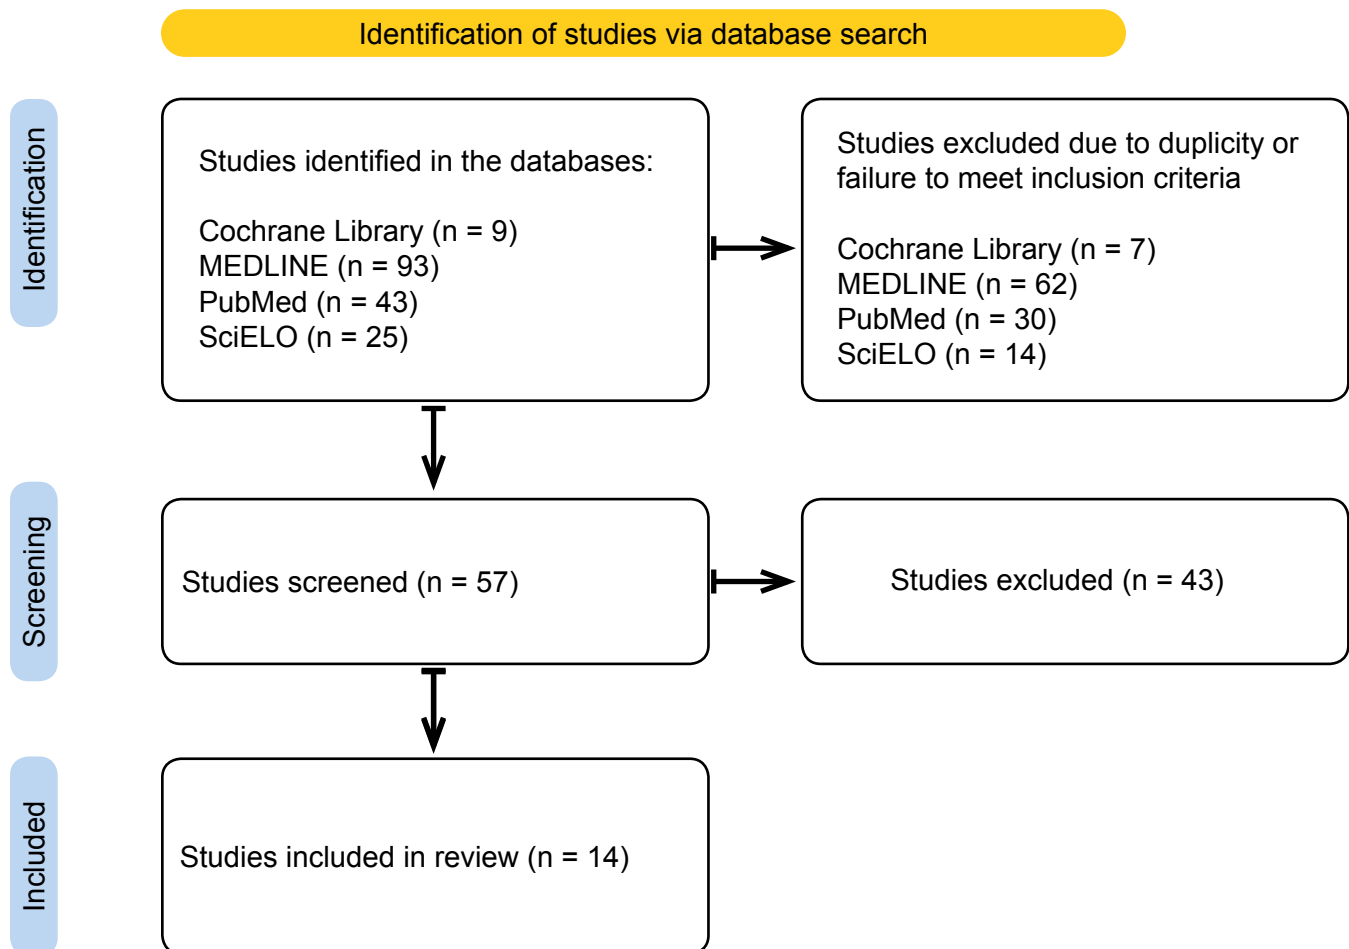 Identification of studies via database search
Identification
Studies identified in the databases:
Cochrane Library (n = 9)
MEDLINE (n = 93)
PubMed (n = 43)
SciELO (n = 25)
Studies excluded due to duplicity or
failure to meet inclusion criteria
Cochrane Library (n = 7)
MEDLINE (n = 62)
PubMed (n = 30)
SciELO (n = 14)
Screening
Studies screened (n = 57)
Studies excluded (n = 43)
Included
Studies included in review (n = 14)